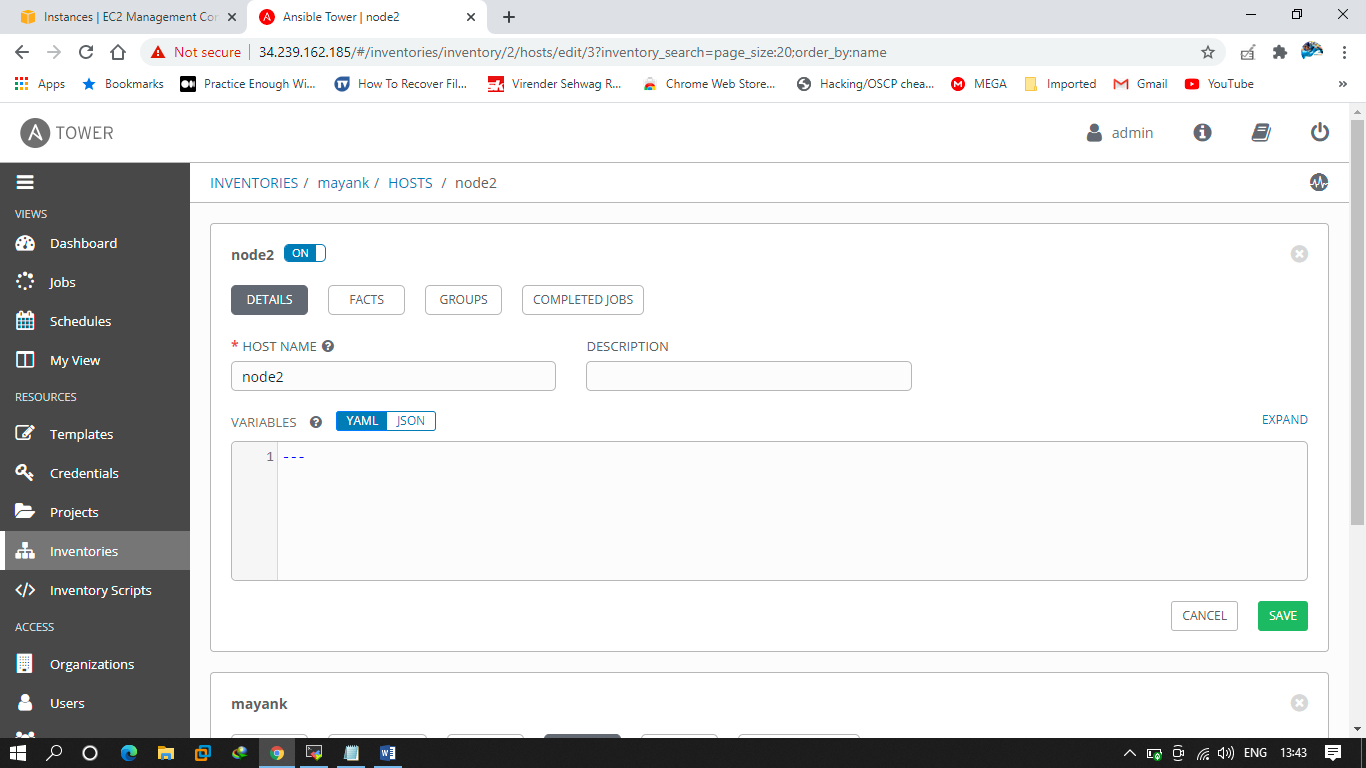 Instances | EC2 Management Con
Ansible Tower | node2
Not secure
34.239.162.185/#/inventories/inventory/2/hosts/edit/3?inventory_search=page_size:20;order_by:name
Apps
Bookmarks
Practice Enough Wi...
How To Recover Fil...
Virender Sehwag R...
Chrome Web Store...
Hacking/OSCP chea...
MEGA
Imported
Gmail
YouTube
»
A TOWER
admin
INVENTORIES / mayank / HOSTS / node2
VIEWS
Dashboard
Jobs
Schedules
My View
RESOURCES
Templates
Credentials
Projects
Inventories
Inventory Scripts
ACCESS
Organizations
Users
node2 ON
DETAILS
FACTS
GROUPS
COMPLETED JOBS
* HOST NAME ?
DESCRIPTION
node2
VARIABLES ? YAML JSON
EXPAND
1 ---
CANCEL
SAVE
mayank
ENG
13:43